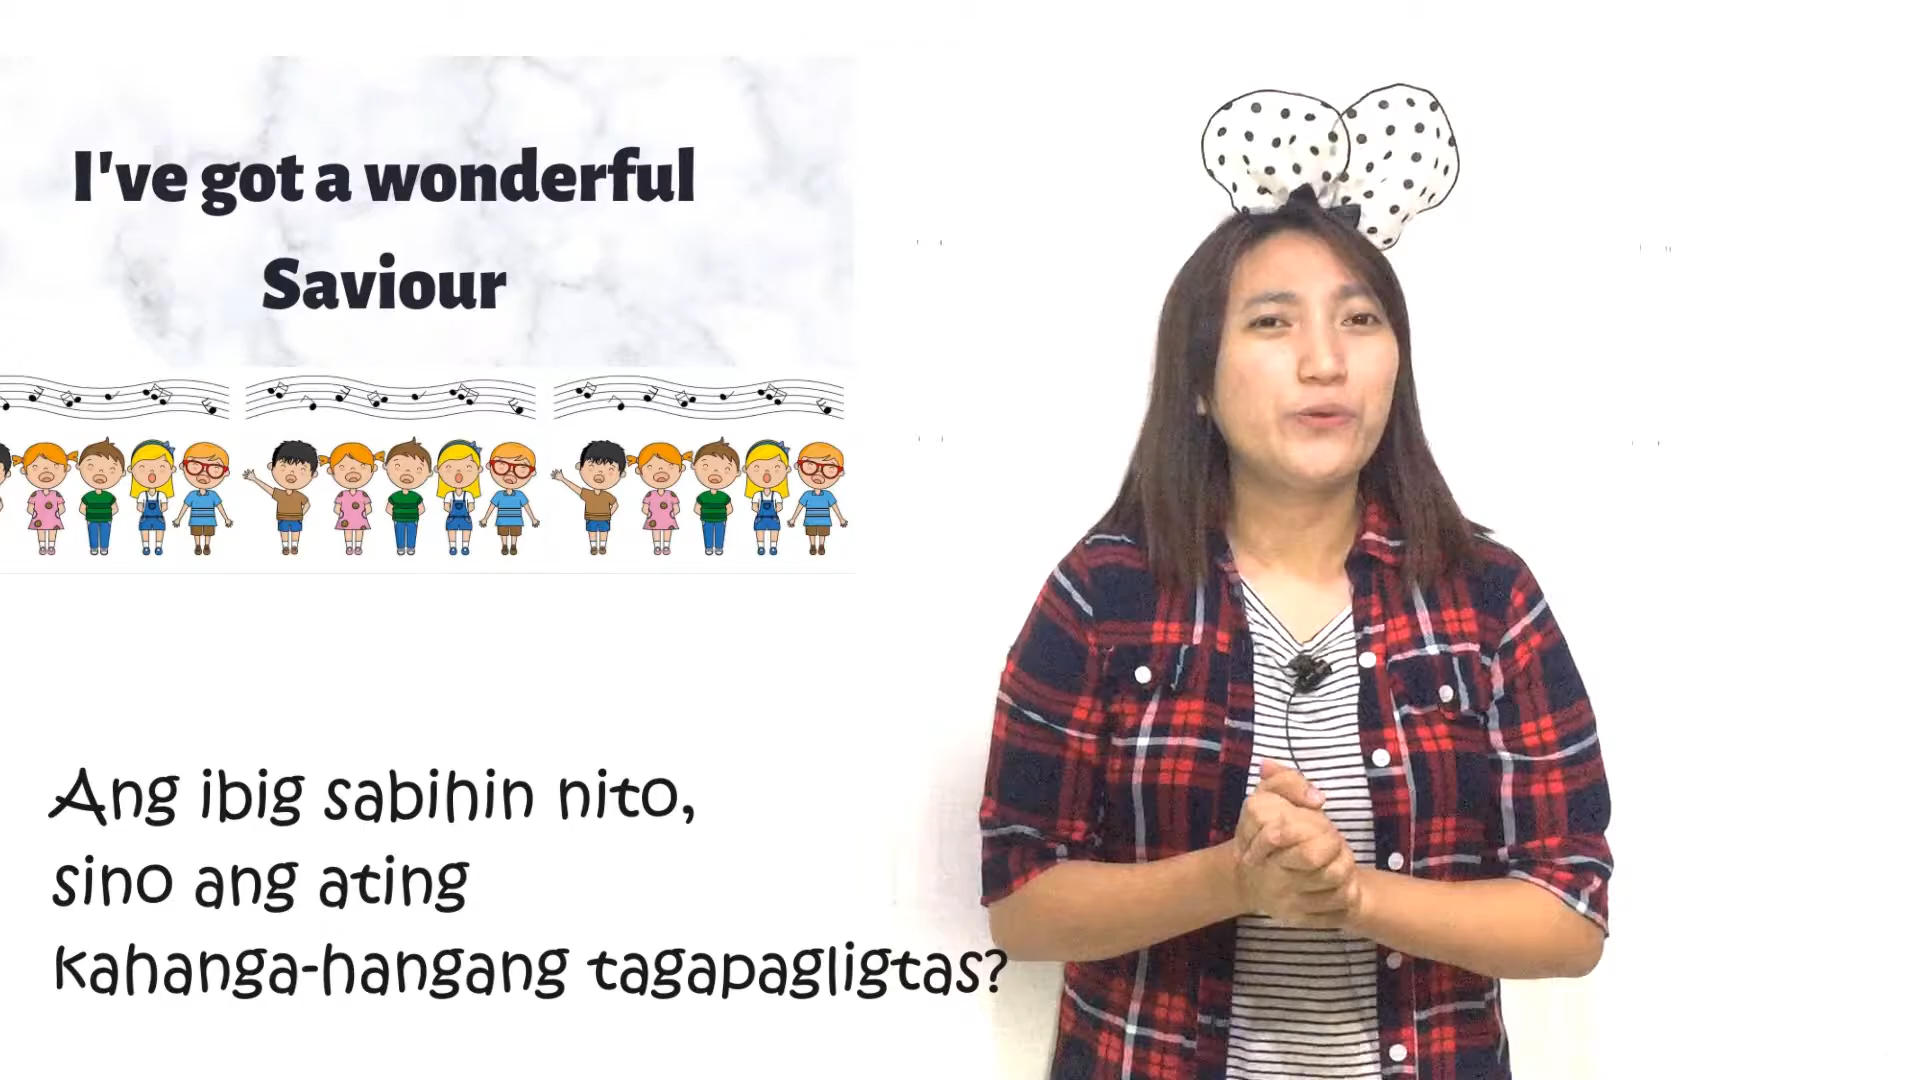 I've got a wonderful
Saviour
Ang ibig sabihin nito,
sino ang ating
kahanga-hangang tagapagligtas?